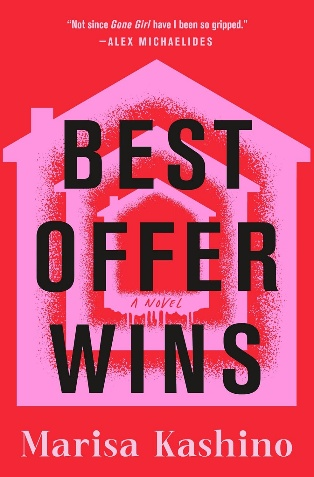 “Not since Gone Girl have I been so gripped.”
—ALEX MICHAELIDES
BEST
OFFER
A NOVEL
WINS
Marisa Kashino